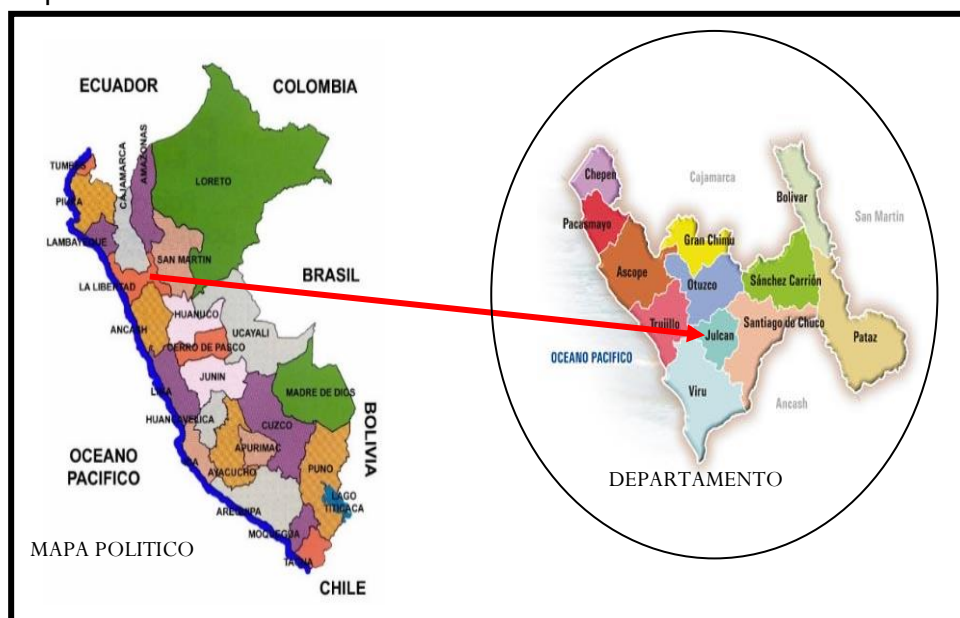 ECUADOR
COLOMBIA
TUMBES
PIURA
CAJAMARCA
AMAZONAS
LORETO
LAMBAYEQUE
SAN MARTIN
BRASIL
LA LIBERTAD
ANCASH
HUANUCO
UCAYALI
CERRO DE PASCO
JUNIN
LIMA
MADRE DE DIOS
HUANCAVELICA
CUZCO
BOLIVIA
OCEANO
PACIFICO
APURIMAC
AYACUCHO
PUNO
LAGO
TITICACA
AREQUIPA
MOQUEGUA
TACNA
MAPA POLITICO
CHILE
Chepen
Cajamarca
Bolivar
San Martin
Pacasmayo
Gran Chimu
Ascope
Otuzco
Sánchez Carrión
Trujillo
Julcan
Santiago de Chuco
Pataz
OCEANO PACIFICO
Viru
Ancash
DEPARTAMENTO